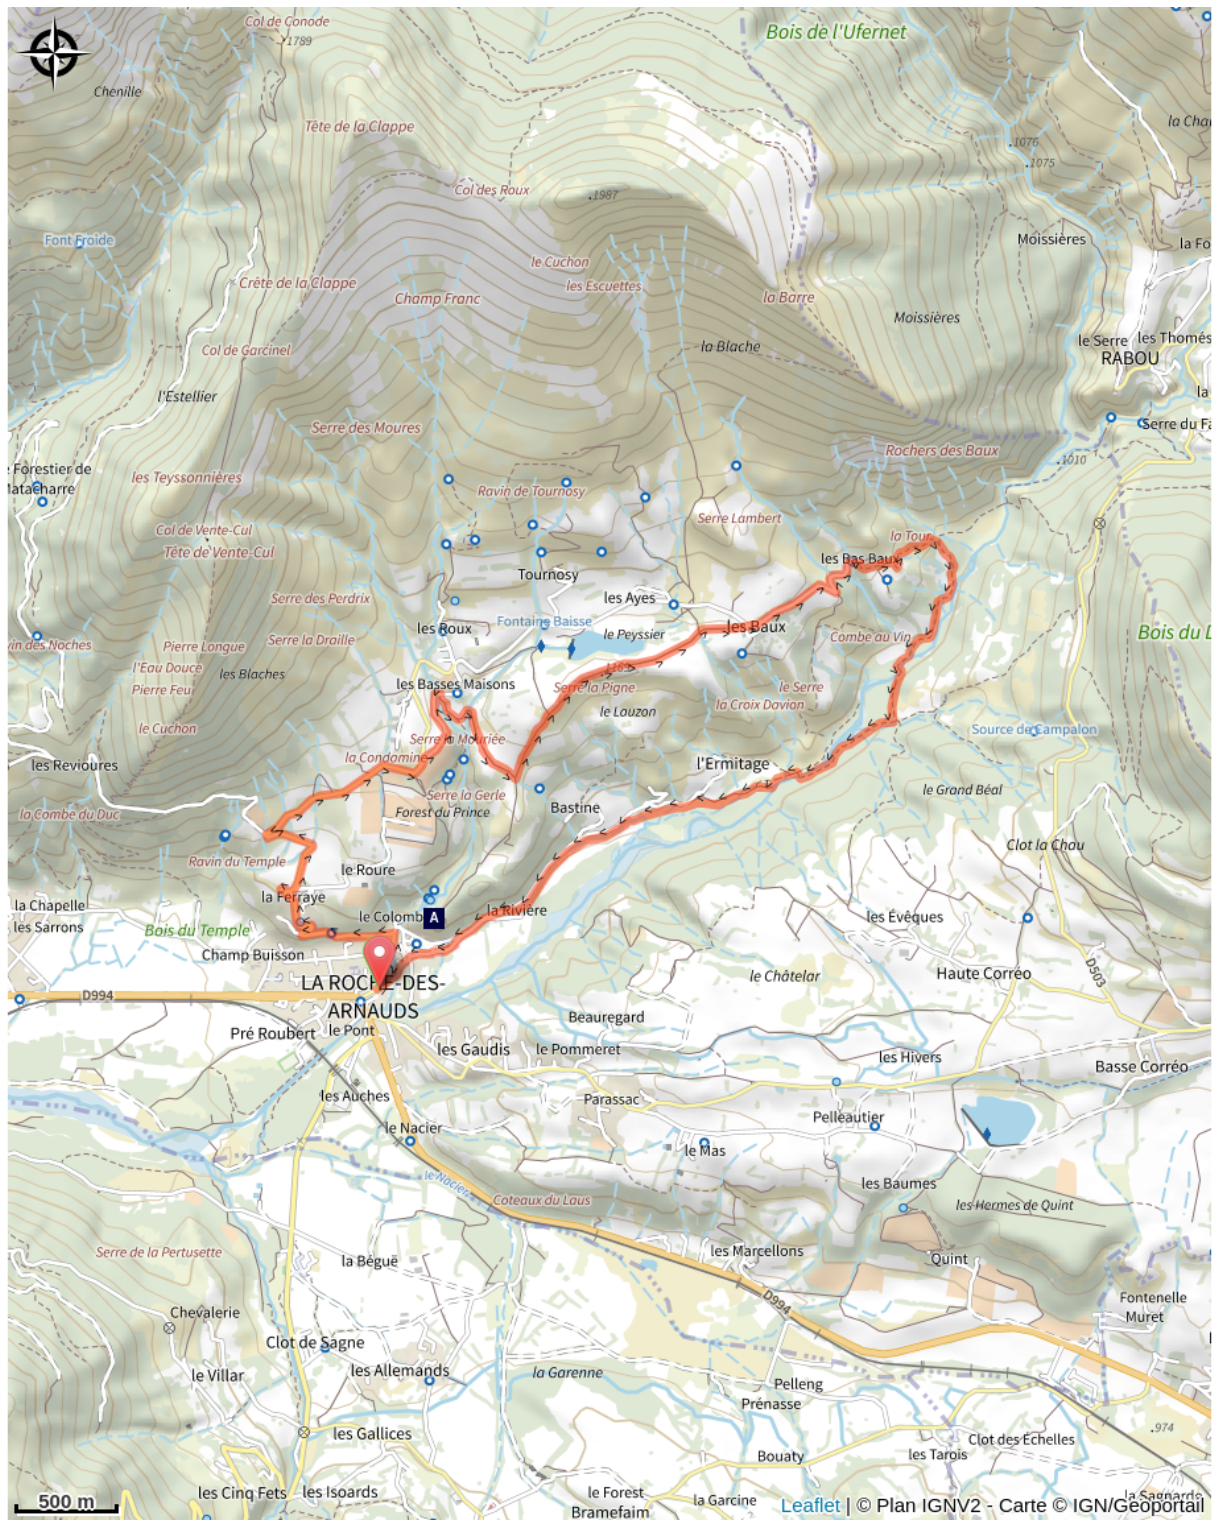 Col de Conode
1789
Bois de l'Ufernet
Chenille
Tête de la Clappe
la Cha
1076
1075
Col des Roux
1987
Font Froide
Moissières
la Fo
le Cuchon
Crête de la Clappe
les Escuettes
Champ Franc
la Barre
Moissières
la Blache
le Serre
les Thomés
Col de Garcinel
RABOU
l'Estellier
la
Serre des Moures
Serre du Fa
Rochers des Baux
1010
Forestier de
Matacharre
les Teyssonnières
Ravin de Tournosy
Serre Lambert
Col de Vente-Cul
Tête de Vente-Cul
la Tour
les Bas Baux
Tournosy
Serre des Perdrix
les Ayes
Fontaine Baisse
les Roux
le Peyssier
les Baux
Combe au Vin
Bois du L
vin des Noches
Pierre Longue
Serre la Draille
l'Eau Douce
les Blaches
Pierre Feu
les Basses Maisons
Serre la Pigne
le Serre
la Croix Davion
le Lauzon
le Cuchon
Source de Campalon
Serre la Mouriée
la Condamine
les Revioures
l'Ermitage
Serre la Gerle
le Grand Béal
la Combe du Duc
Forest du Prince
Bastine
Clot la Chau
Ravin du Temple
le Roure
la Ferraye
la Chapelle
le Colomb
A
la Rivière
les Evêques
les Sarrons
Bois du Temple
Champ Buisson
Haute Corréo
D503
le Châtelar
LA ROCHE-DES-
ARNAUDS
D994
Beauregard
Pré Roubert
le Pont
les Gaudis
le Pommeret
les Hivers
Basse Corréo
les Auches
Parassac
Pelleautier
le Nacier
le Mas
le Nacier
les Baumes
Coteaux du Laus
les Hermes de Quint
Serre de la Pertusette
la Béguë
les Marcellons
Quint
D994
Fontenelle
Muret
Chevalerie
Clot de Sagne
le Villar
les Allemands
la Garenne
Pelleng
Prénasse
974
les Gallices
Clot des Echelles
Bouaty
les Tarois
les Cinq Fets
les Isoards
le Forest
Bramefaim
la Garcine
la Sagnarde
500 m
Leaflet | © Plan IGNV2 - Carte © IGN/Geoportail